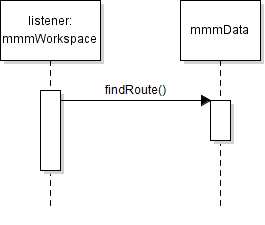 listener:
mmmWorkspace
mmmData
findRoute()